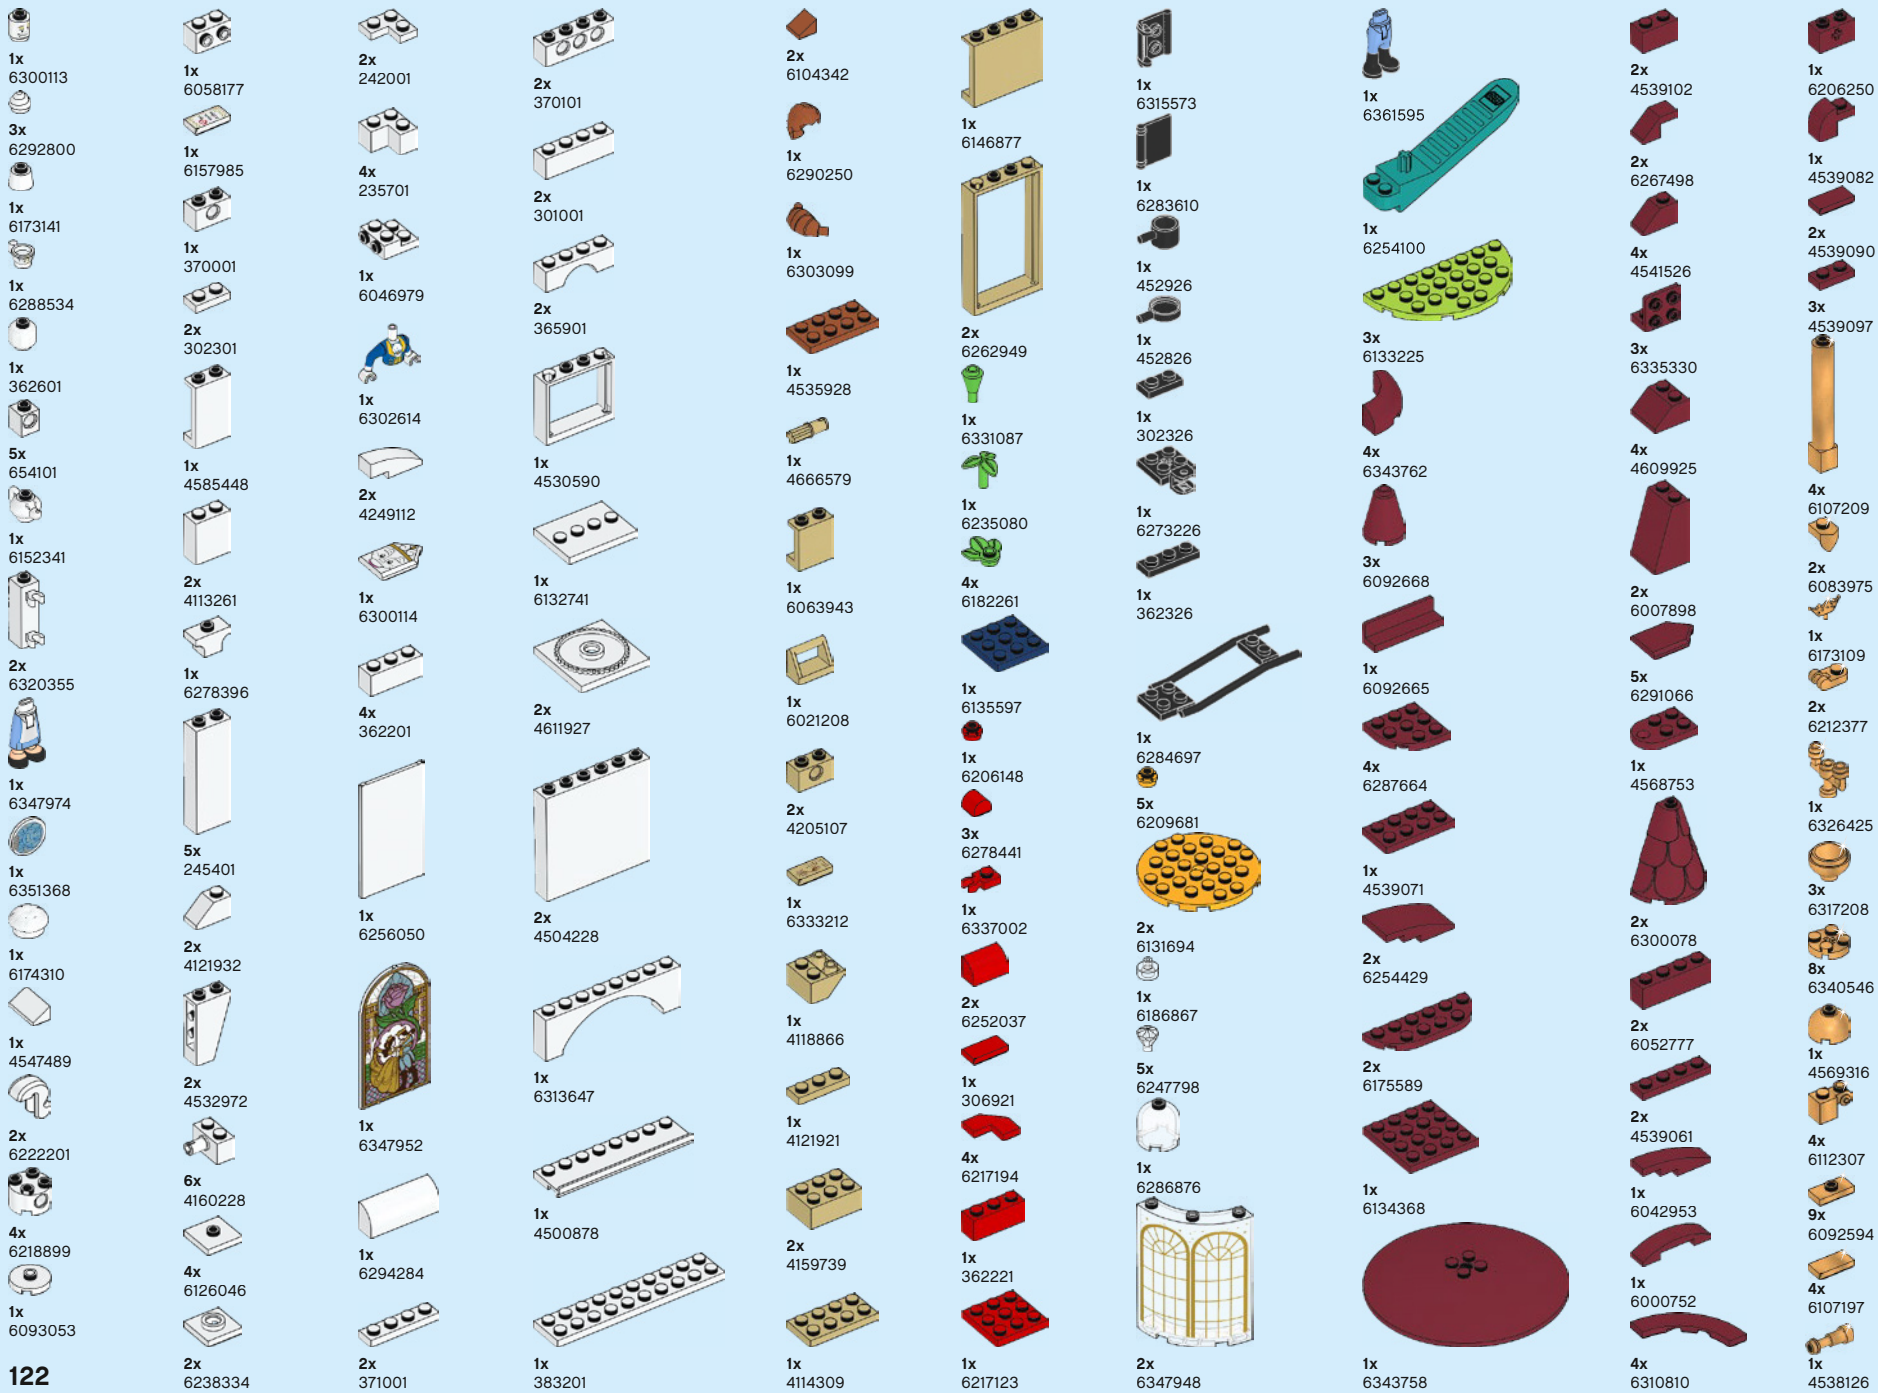 1x
6300113
3x
6292800
1x
6173141
1x
6288534
1x
362601
5x
654101
1x
6152341
2x
6320355
1x
6347974
1x
6351368
1x
6174310
1x
4547489
2x
6222201
4x
6218899
1x
6093053
122
1x
6058177
1x
6157985
1x
370001
2x
302301
1x
4585448
2x
4113261
1x
6278396
5x
245401
2x
4121932
2x
4532972
6x
4160228
4x
6126046
2x
6238334
2x
242001
4x
235701
1x
6046979
1x
6302614
2x
4249112
1x
6300114
4x
362201
1x
6256050
1x
6347952
1x
6294284
2x
371001
2x
370101
2x
301001
2x
365901
1x
4530590
1x
6132741
2x
4611927
2x
4504228
1x
6313647
1x
4500878
1x
383201
2x
6104342
1x
6290250
1x
6303099
1x
4535928
1x
4666579
1x
6063943
1x
6021208
2x
4205107
1x
6333212
1x
4118866
1x
4121921
2x
4159739
1x
4114309
1x
6146877
2x
6262949
1x
6331087
1x
6235080
4x
6182261
1x
6135597
1x
6206148
3x
6278441
1x
6337002
2x
6252037
1x
306921
4x
6217194
1x
362221
1x
6217123
1x
6315573
1x
6283610
1x
452926
1x
452826
1x
302326
1x
6273226
1x
362326
1x
6284697
5x
6209681
2x
6131694
1x
6186867
5x
6247798
1x
6286876
2x
6347948
1x
6361595
1x
6254100
3x
6133225
4x
6343762
3x
6092668
1x
6092665
4x
6287664
1x
4539071
2x
6254429
2x
6175589
1x
6134368
1x
6343758
2x
4539102
2x
6267498
4x
4541526
3x
6335330
4x
4609925
2x
6007898
5x
6291066
1x
4568753
2x
6300078
2x
6052777
2x
4539061
1x
6042953
1x
6000752
4x
6310810
1x
6206250
1x
4539082
2x
4539090
3x
4539097
4x
6107209
2x
6083975
1x
6173109
2x
6212377
1x
6326425
3x
6317208
8x
6340546
1x
4569316
4x
6112307
9x
6092594
4x
6107197
1x
4538126